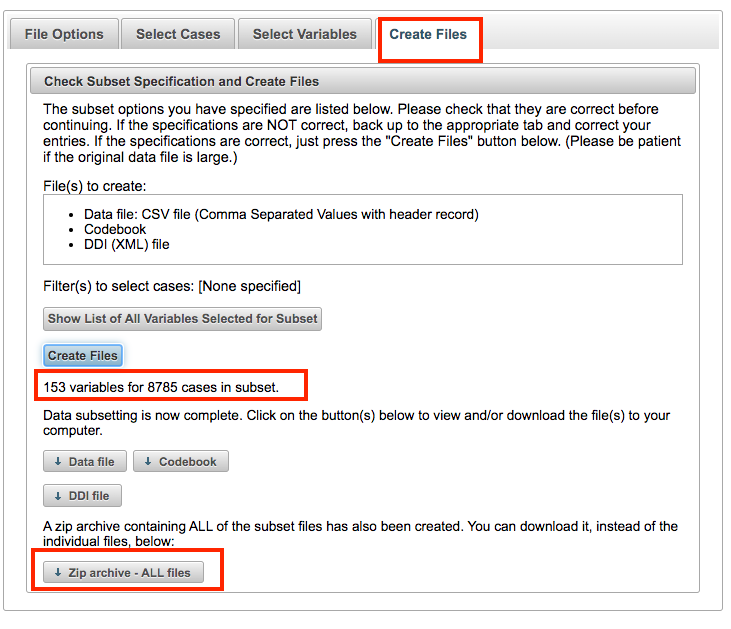 File Options Select Cases Select Variables Create Files
Check Subset Specification and Create Files
The subset options you have specified are listed below. Please check that they are correct before
continuing. If the specifications are NOT correct, back up to the appropriate tab and correct your
entries. If the specifications are correct, just press the "Create Files" button below. (Please be patient
if the original data file is large.)
File(s) to create:
• Data file: CSV file (Comma Separated Values with header record)
• Codebook
• DDI (XML) file
Filter(s) to select cases: [None specified]
Show List of All Variables Selected for Subset
Create Files
153 variables for 8785 cases in subset.
Data subsetting is now complete. Click on the button(s) below to view and/or download the file(s) to your
computer.
↓ Data file ↓ Codebook
↓ DDI file
A zip archive containing ALL of the subset files has also been created. You can download it, instead of the
individual files, below:
↓ Zip archive - ALL files